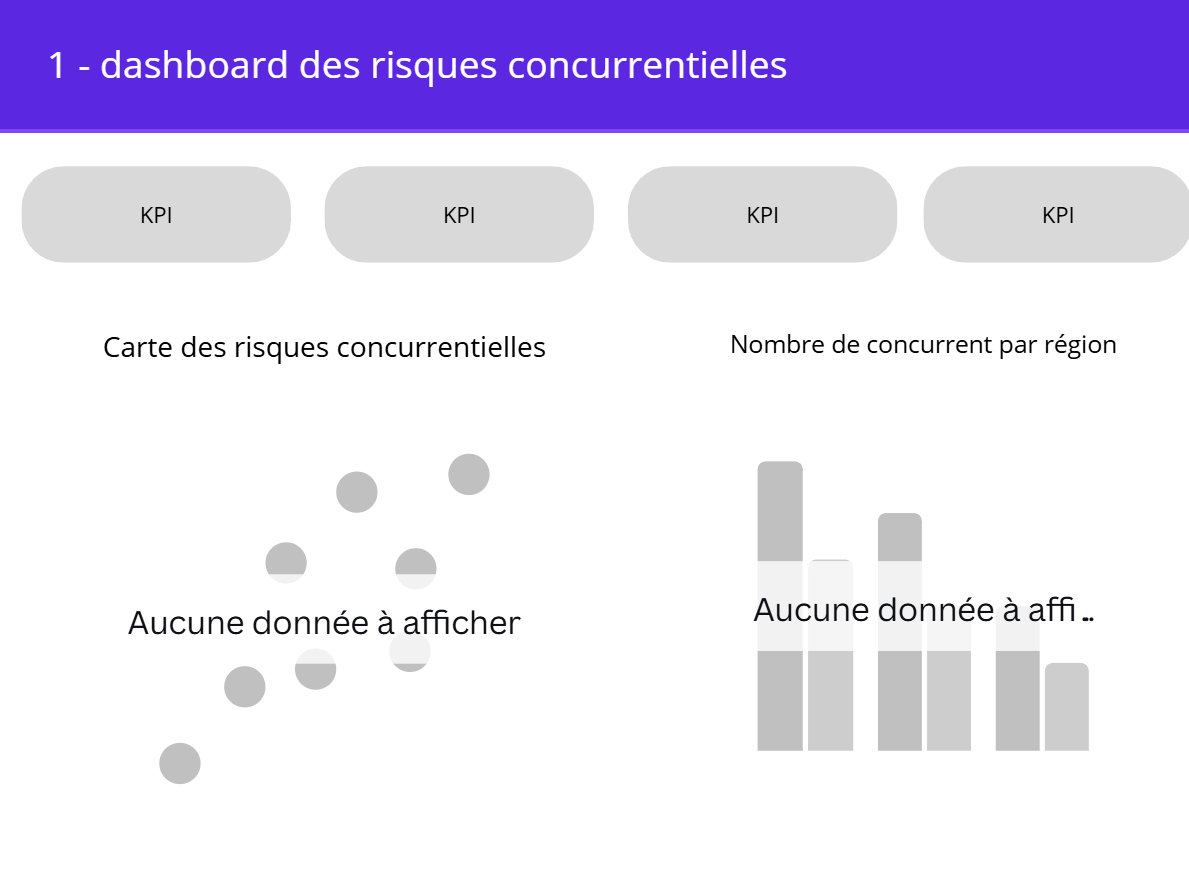 1 - dashboard des risques concurrentielles
KPI
KPI
KPI
KPI
Carte des risques concurrentielles
Nombre de concurrent par région
Aucune donnée à afficher
Aucune donnée à affi...